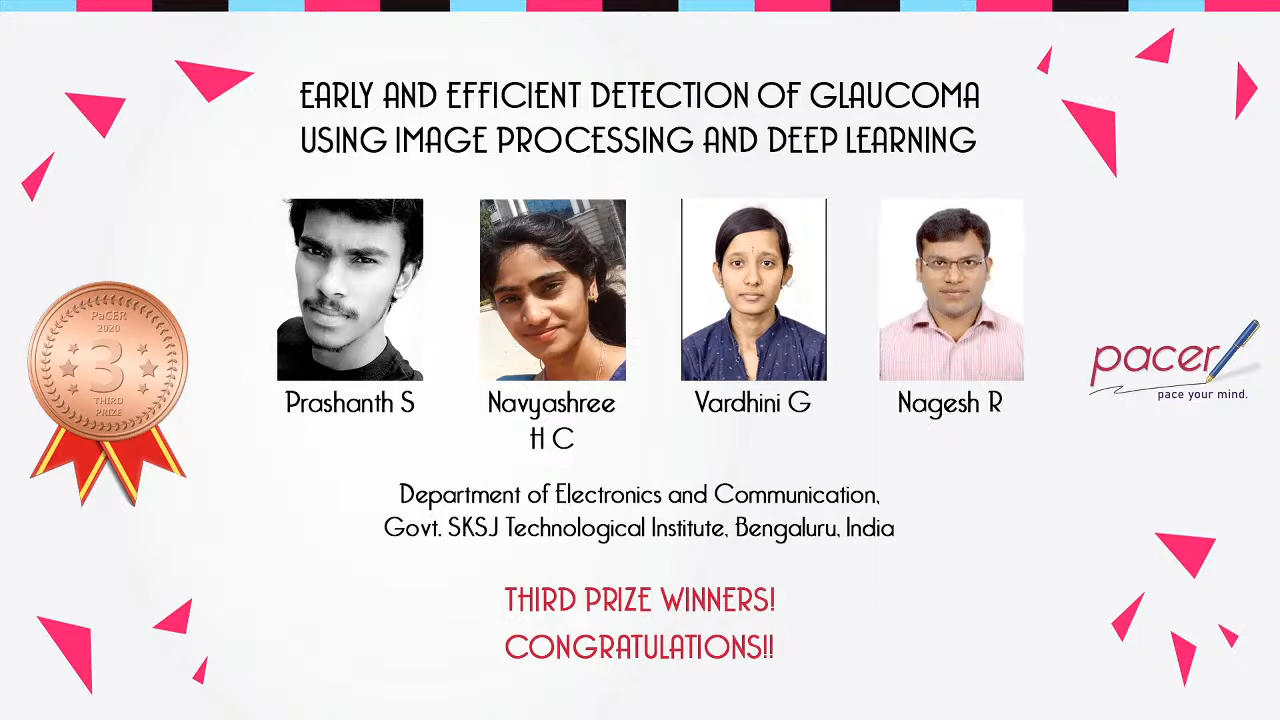 EARLY AND EFFICIENT DETECTION OF GLAUCOMA
USING IMAGE PROCESSING AND DEEP LEARNING
PaCER
2020
3
THIRD
PRIZE
Prashanth S
Navyashree
H C
Vardhini G
Nagesh R
pacer
pace your mind.
Department of Electronics and Communication,
Govt. SKSJ Technological Institute, Bengaluru, India
THIRD PRIZE WINNERS!
CONGRATULATIONS!!